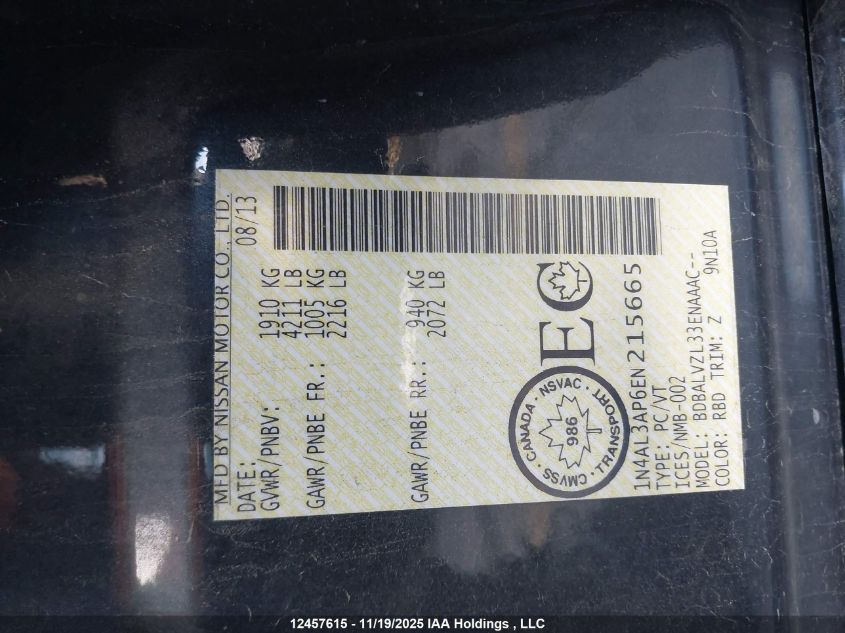 MFD BY NISSAN MOTOR CO., LTD.
DATE: 08/13
GVWR/PNBV: 1910 KG
4211 LB
GAWR/PNBE FR.: 1005 KG
2216 LB
GAWR/PNBE RR.: 940 KG
2072 LB
CANADA · NSVAC · TRANSPORT · CMVSS ·
986
EC
1N4AL3AP6EN215665
TYPE: PC/VT
ICES/NMB-002
MODEL: BDBALVZL33ENAAAC--
COLOR: RBD TRIM: Z 9N10A
12457615 - 11/19/2025 IAA Holdings , LLC